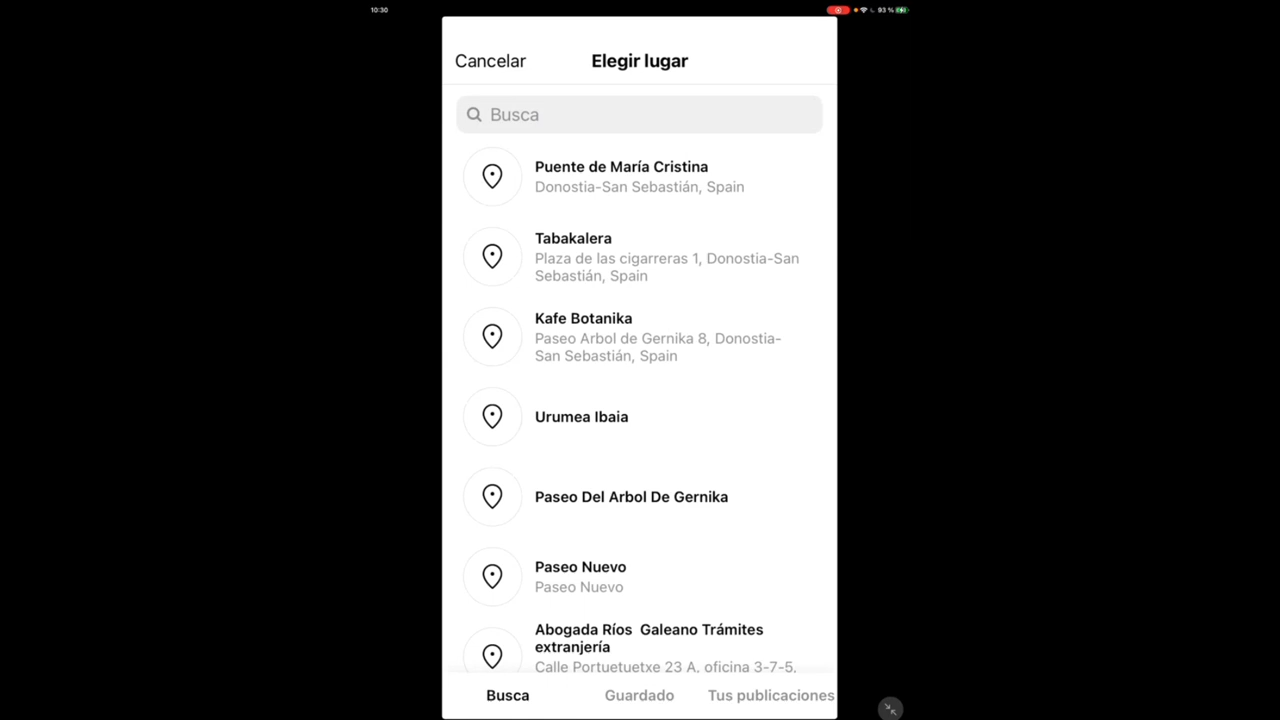 10:30
93 %
Cancelar
Elegir lugar
Busca
Puente de María Cristina
Donostia-San Sebastián, Spain
Tabakalera
Plaza de las cigarreras 1, Donostia-San
Sebastián, Spain
Kafe Botanika
Paseo Arbol de Gernika 8, Donostia-
San Sebastián, Spain
Urumea Ibaia
Paseo Del Arbol De Gernika
Paseo Nuevo
Paseo Nuevo
Abogada Ríos  Galeano Trámites
extranjería
Calle Portuetuetxe 23 A, oficina 3-7-5,
Busca
Guardado
Tus publicaciones